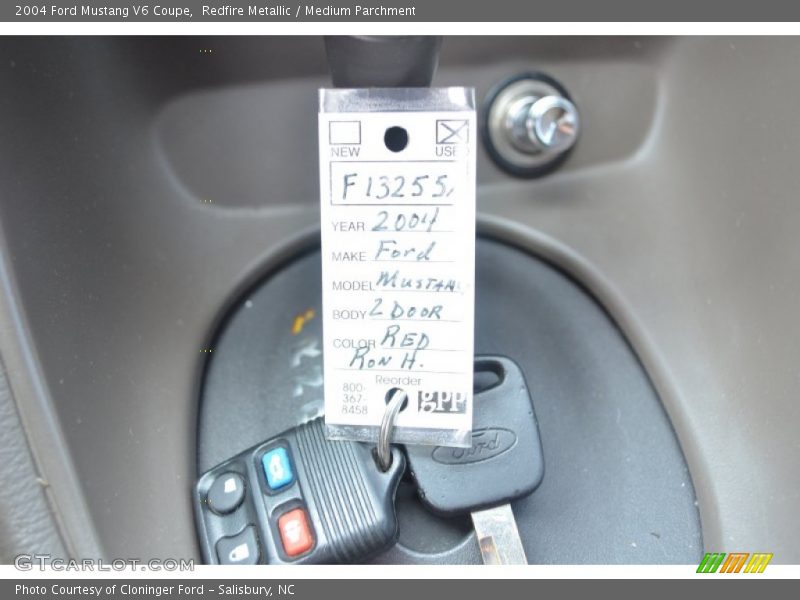 2004 Ford Mustang V6 Coupe, Redfire Metallic / Medium Parchment
NEW USED
F13255
YEAR 2004
MAKE Ford
MODEL MUSTANG
BODY 2 DOOR
COLOR RED
RON H.
Reorder
800-
367-
8458
gpp
Ford
GTCARLOT.COM
Photo Courtesy of Cloninger Ford - Salisbury, NC